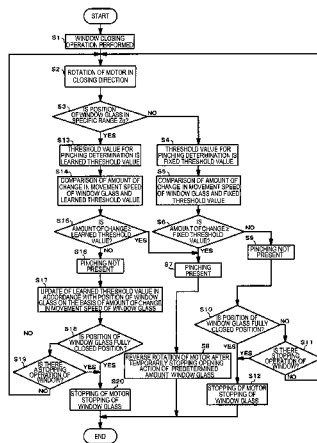 START
S1
WINDOW CLOSING
OPERATION PERFORMED
S2
ROTATION OF MOTOR IN
CLOSING DIRECTION
S3
IS POSITION
OF WINDOW GLASS IN
SPECIFIC RANGE Zα?
NO
YES
S13
THRESHOLD VALUE FOR
PINCHING DETERMINATION IS
LEARNED THRESHOLD VALUE
S4
THRESHOLD VALUE FOR
PINCHING DETERMINATION IS
FIXED THRESHOLD VALUE
S14
COMPARISON OF AMOUNT OF
CHANGE IN MOVEMENT SPEED
OF WINDOW GLASS AND
LEARNED THRESHOLD VALUE
S5
COMPARISON OF AMOUNT OF
CHANGE IN MOVEMENT SPEED
OF WINDOW GLASS AND FIXED
THRESHOLD VALUE
S15
IS
AMOUNT OF CHANGE ≥
LEARNED THRESHOLD
VALUE?
YES
NO
S6
IS
AMOUNT OF CHANGE ≥
FIXED THRESHOLD
VALUE?
NO
YES
S16
PINCHING NOT
PRESENT
S7
PINCHING
PRESENT
S9
PINCHING NOT
PRESENT
S17
UPDATE OF LEARNED THRESHOLD VALUE IN
ACCORDANCE WITH POSITION OF WINDOW
GLASS ON THE BASIS OF AMOUNT OF CHANGE
IN MOVEMENT SPEED OF WINDOW GLASS
S18
IS POSITION OF
WINDOW GLASS FULLY
CLOSED POSITION?
NO
YES
S10
IS POSITION OF
WINDOW GLASS FULLY
CLOSED POSITION?
NO
YES
S8
REVERSE ROTATION OF MOTOR AFTER
TEMPORARILY STOPPING OPENING
ACTION OF PREDETERMINED
AMOUNT WINDOW GLASS
S19
IS THERE
A STOPPING
OPERATION OF
WINDOW?
YES
NO
S11
IS THERE
STOPPING
OPERATION OF
WINDOW?
YES
NO
S20
STOPPING OF MOTOR
STOPPING OF
WINDOW GLASS
S12
STOPPING OF MOTOR
STOPPING OF
WINDOW GLASS
END